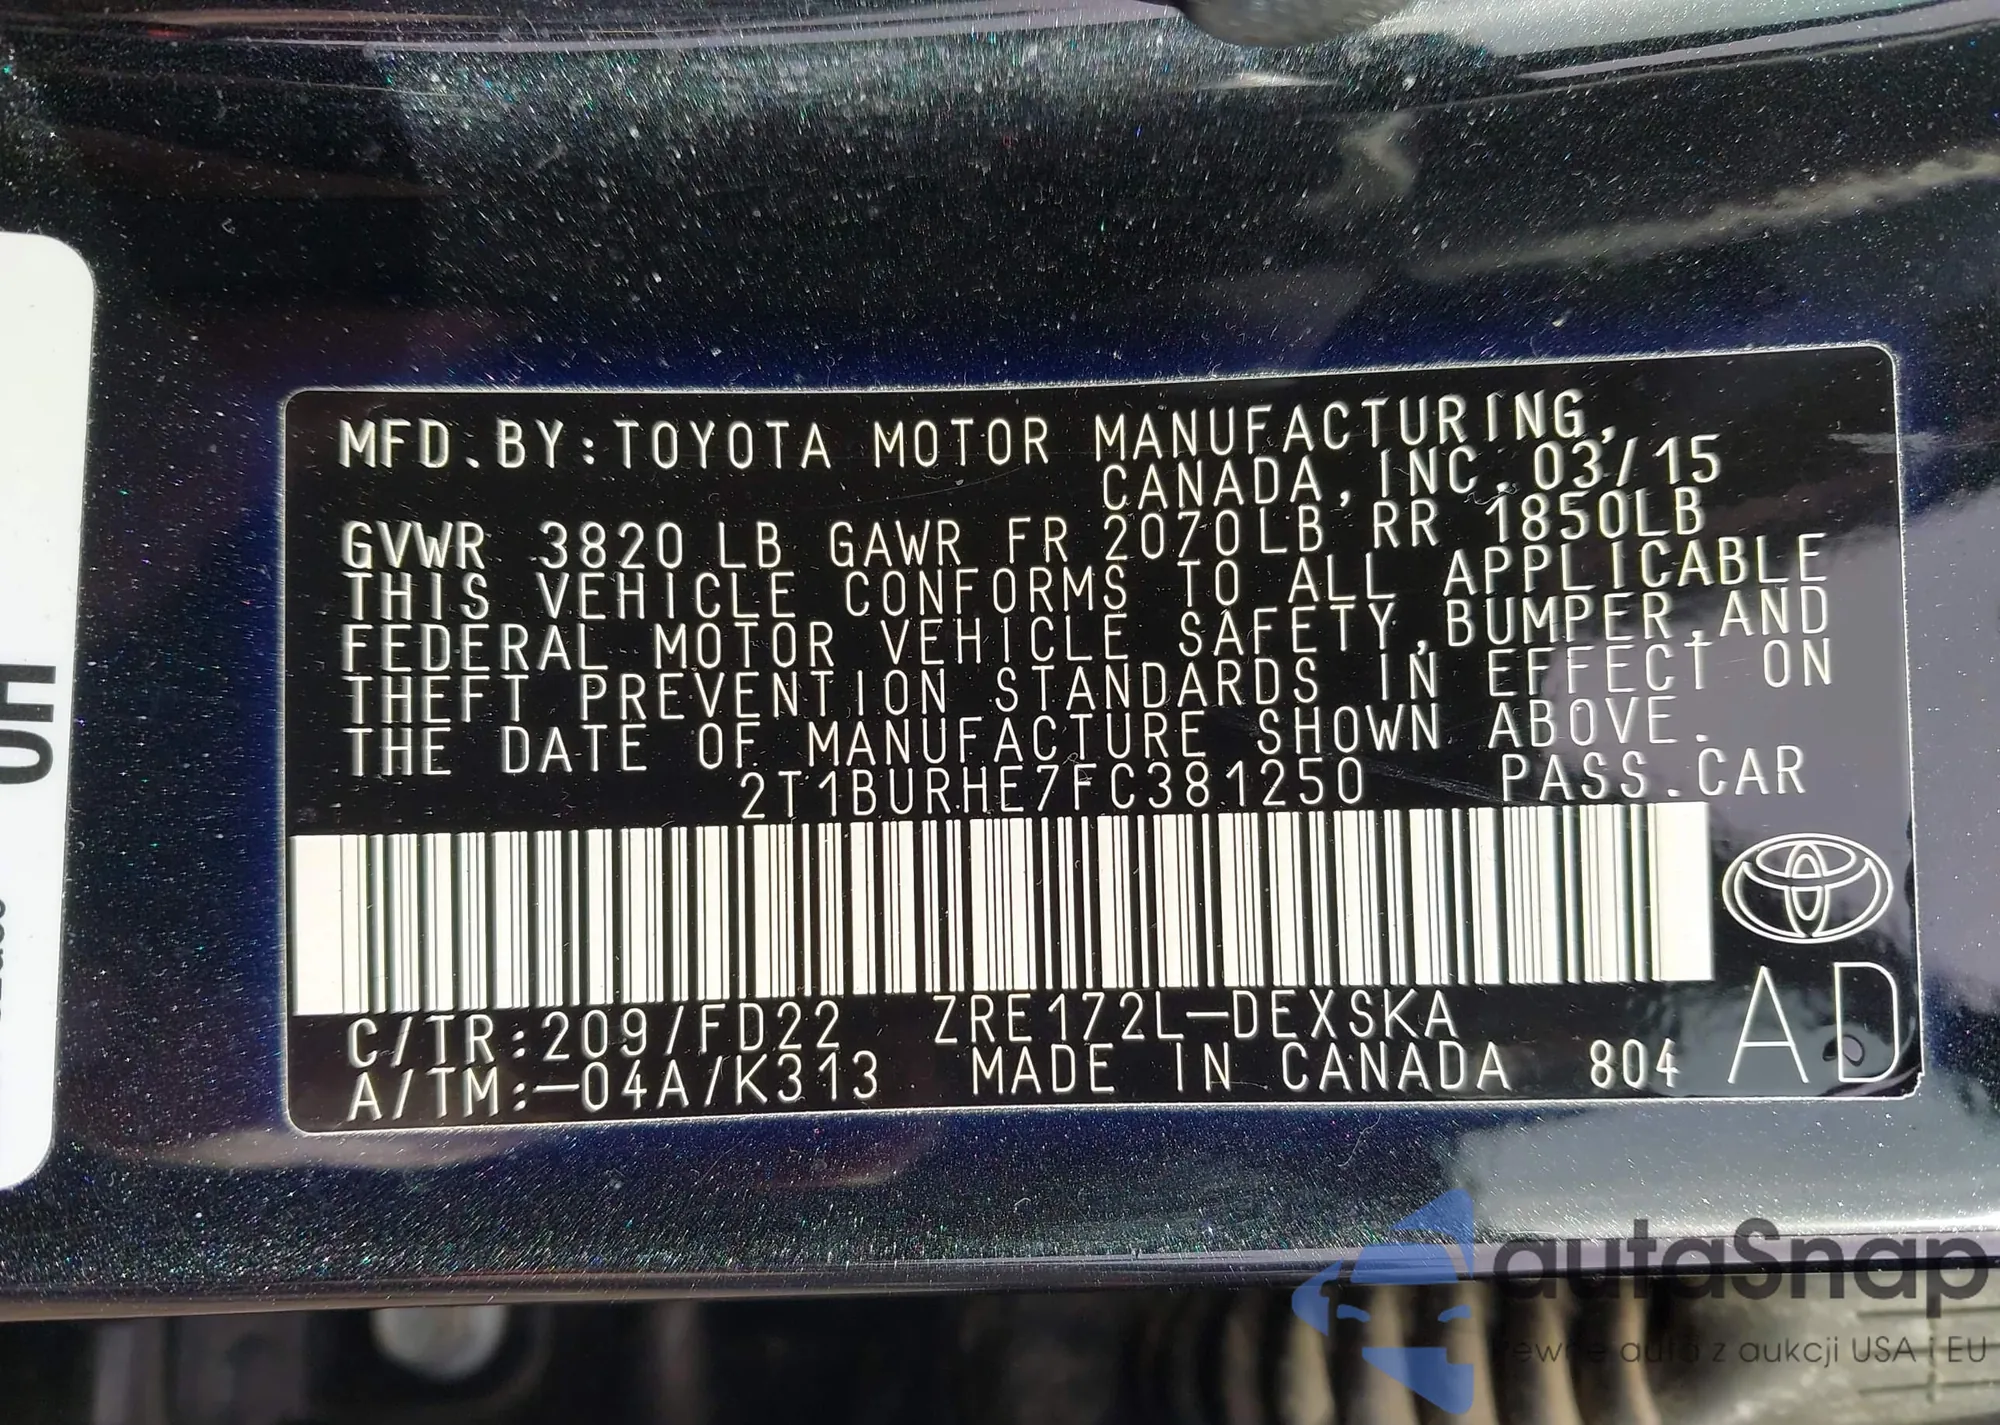 MFD.BY:TOYOTA MOTOR MANUFACTURING,
CANADA,INC.03/15
GVWR 3820LB GAWR FR 2070LB RR 1850LB
THIS VEHICLE CONFORMS TO ALL APPLICABLE
FEDERAL MOTOR VEHICLE SAFETY,BUMPER,AND
THEFT PREVENTION STANDARDS IN EFFECT ON
THE DATE OF MANUFACTURE SHOWN ABOVE.
2T1BURHE7FC381250 PASS.CAR
C/TR:209/FD22 ZRE172L-DEXSKA
A/TM:-04A/K313 MADE IN CANADA 804
AD
autaSnap
pewne auta z aukcji USA i EU